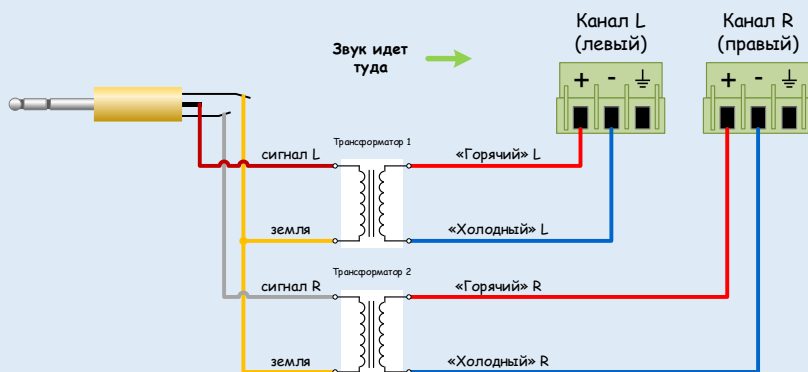 Канал L
(левый)
Канал R
(правый)
Звук идет
туда
+ -
+ -
Трансформатор 1
сигнал L
«Горячий» L
земля
«Холодный» L
Трансформатор 2
сигнал R
«Горячий» R
земля
«Холодный» R